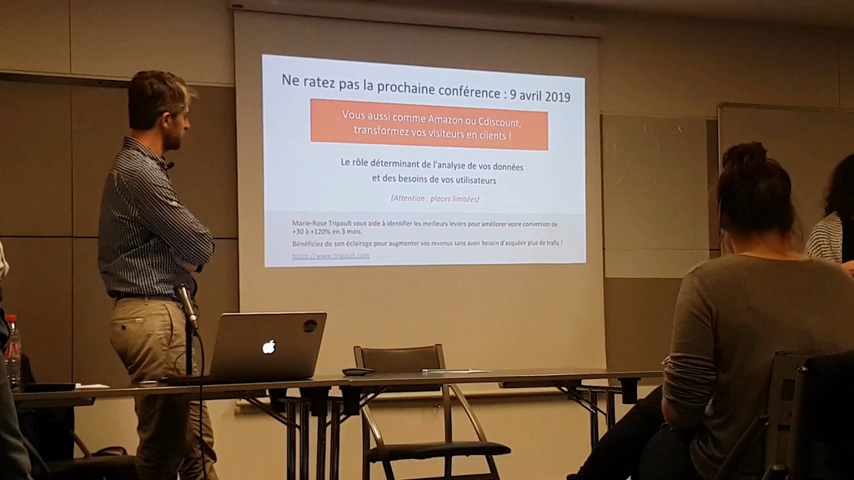 Ne ratez pas la prochaine conférence : 9 avril 2019
Vous aussi comme Amazon ou Cdiscount,
transformez vos visiteurs en clients !
Le rôle déterminant de l'analyse de vos données
et des besoins de vos utilisateurs
(Attention : places limitées)
Marie-Rose Tripault vous aide à identifier les meilleurs leviers pour améliorer votre conversion de
+30 à +120% en 3 mois.
Bénéficiez de son éclairage pour augmenter vos revenus sans avoir besoin d'acquérir plus de trafic !
https://www.tripault.com